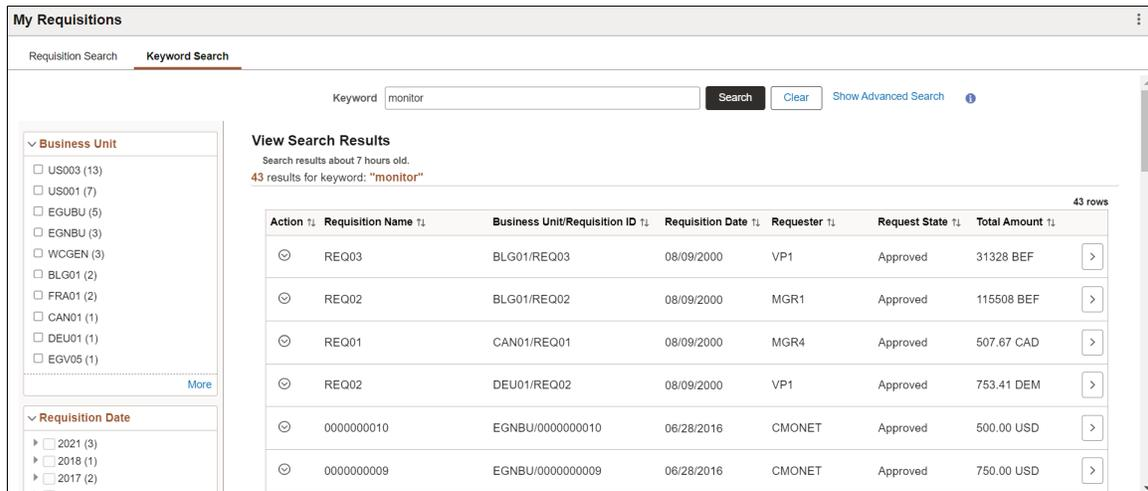 My Requisitions
Requisition Search Keyword Search
Keyword monitor Search Clear Show Advanced Search
Business Unit
US003 (13)
US001 (7)
EGUBU (5)
EGNBU (3)
WCGEN (3)
BLG01 (2)
FRA01 (2)
CAN01 (1)
DEU01 (1)
EGV05 (1)
More
Requisition Date
2021 (3)
2018 (1)
2017 (2)
View Search Results
Search results about 7 hours old.
43 results for keyword: "monitor"
43 rows
Action Requisition Name Business Unit/Requisition ID Requisition Date Requester Request State Total Amount
REQ03 BLG01/REQ03 08/09/2000 VP1 Approved 31328 BEF
REQ02 BLG01/REQ02 08/09/2000 MGR1 Approved 115508 BEF
REQ01 CAN01/REQ01 08/09/2000 MGR4 Approved 507.67 CAD
REQ02 DEU01/REQ02 08/09/2000 VP1 Approved 753.41 DEM
0000000010 EGNBU/0000000010 06/28/2016 CMONET Approved 500.00 USD
0000000009 EGNBU/0000000009 06/28/2016 CMONET Approved 750.00 USD